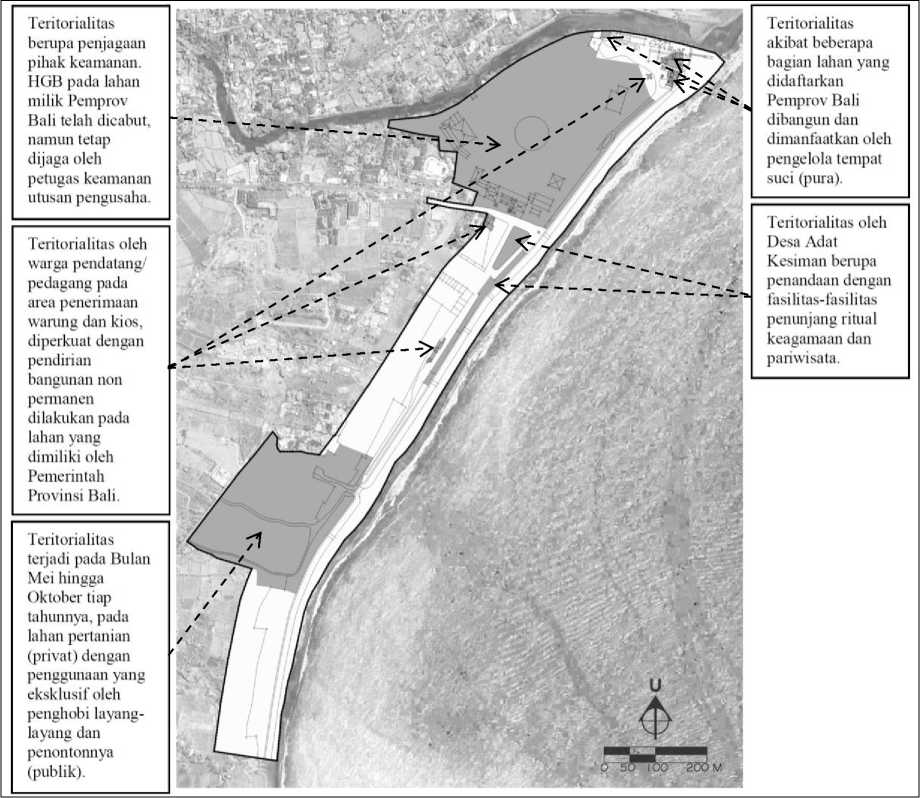 Teritorialitas
berupa penjagaan
pihak keamanan.
HGB pada lahan
milik Pemprov
Bali telah dicabut,
namun tetap
dijaga oleh
petugas keamanan
utusan pengusaha.
Teritorialitas oleh
warga pendatang/
pedagang pada
area penerimaan
warung dan kios,
diperkuat dengan
pendirian
bangunan non
permanen
dilakukan pada
lahan yang
dimiliki oleh
Pemerintah
Provinsi Bali.
Teritorialitas
terjadi pada Bulan
Mei hingga
Oktober tiap
tahunnya, pada
lahan pertanian
(privat) dengan
penggunaan yang
eksklusif oleh
penghobi layang-
layang dan
penontonnya
(publik).
Teritorialitas
akibat beberapa
bagian lahan yang
didaftarkan
Pemprov Bali
dibangun dan
dimanfaatkan oleh
pengelola tempat
suci (pura).
Teritorialitas oleh
Desa Adat
Kesiman berupa
penandaan dengan
fasilitas-fasilitas
penunjang ritual
keagamaan dan
pariwisata.
U
0 50 100 200 M